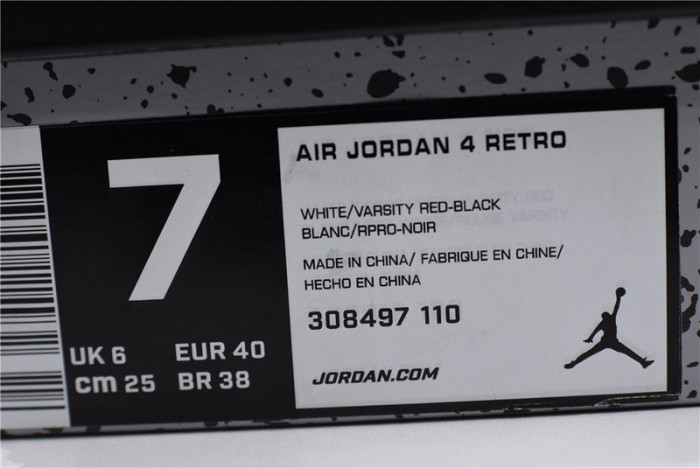 7
UK 6 EUR 40
cm 25 BR 38
AIR JORDAN 4 RETRO
WHITE/VARSITY RED-BLACK
BLANC/RPRO-NOIR
MADE IN CHINA/ FABRIQUE EN CHINE/
HECHO EN CHINA
308497 110
JORDAN.COM